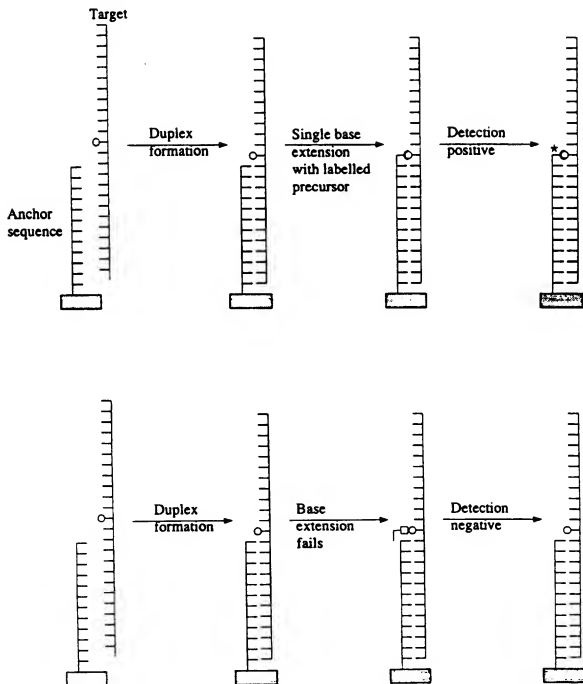 Target
Duplex
formation
Single base
extension
with labelled
precursor
Detection
positive
Anchor
sequence
Duplex
formation
Base
extension
fails
Detection
negative